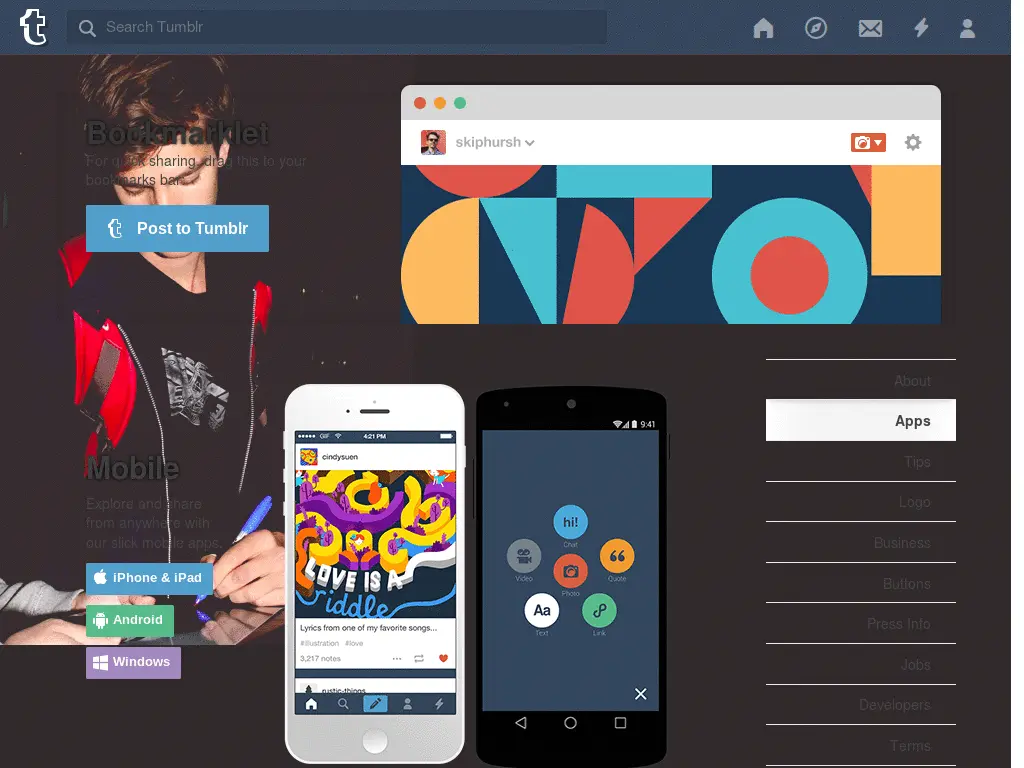 Search Tumblr
Bookmarklet
For quick sharing, drag this to your
bookmarks bar.
Post to Tumblr
skiphursh
Mobile
Explore and share
from anywhere with
our slick mobile apps.
iPhone & iPad
Android
Windows
GIF
4:21 PM
cindysuen
LOVE IS A
riddle
Lyrics from one of my favorite songs...
#illustration #love
3,217 notes
rustic-things
9:41
hi!
Chat
Video
Quote
Photo
Aa
Text
Link
About
Apps
Tips
Logo
Business
Buttons
Press Info
Jobs
Developers
Terms